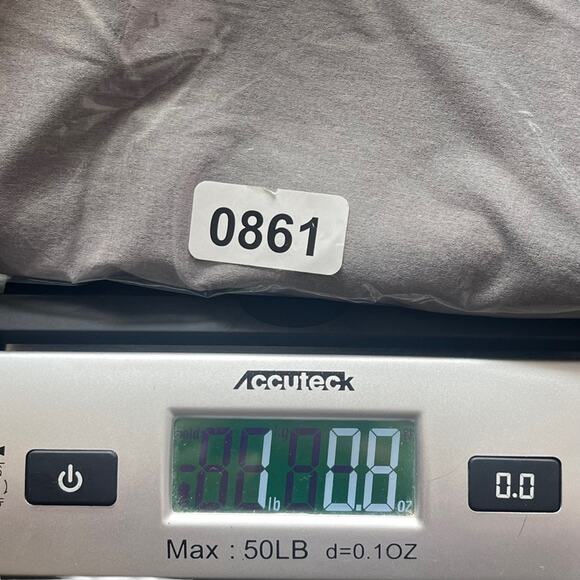 0861
Accuteck
1 lb 0.8 oz
0.0
Max : 50LB d=0.1OZ